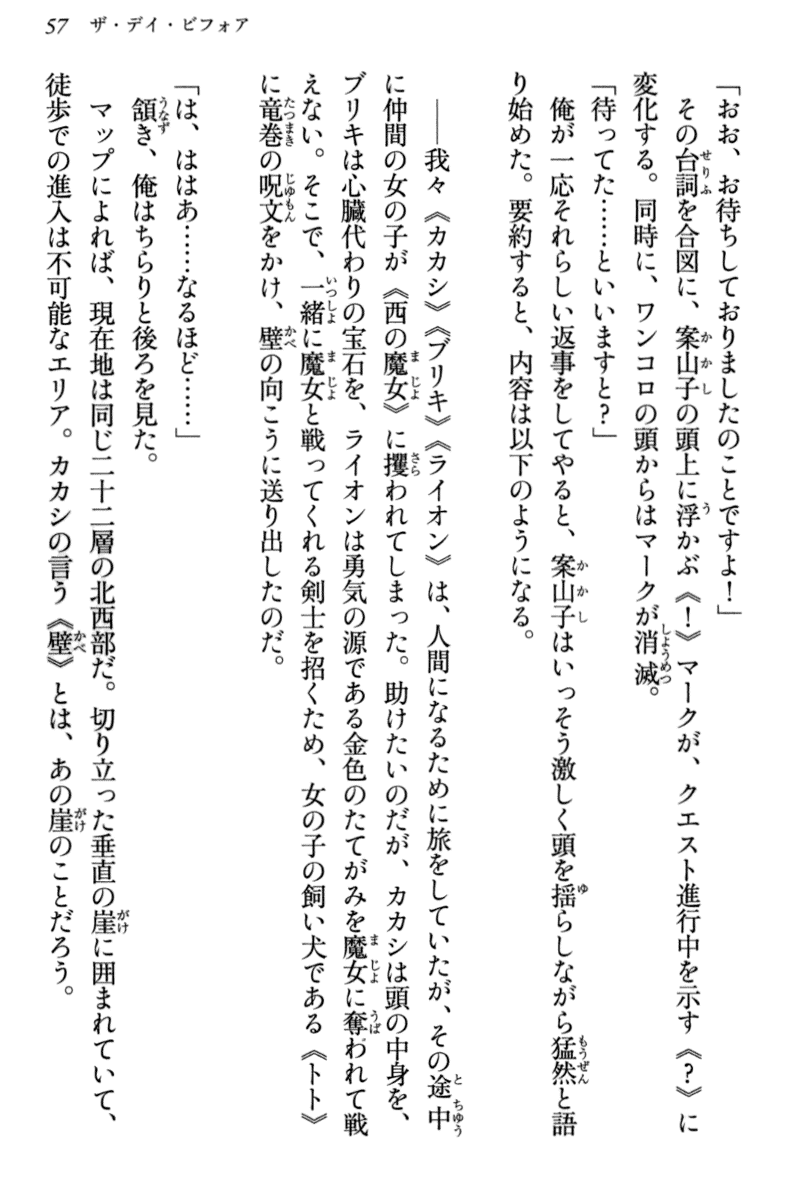 57 ザ・デイ・ビフォア
「おお、お待ちしておりましたのことですよ！」
その台詞を合図に、案山子の頭上に浮かぶ《！》マークが、クエスト進行中を示す《？》に
変化する。同時に、ワンコロの頭からはマークが消滅。
「待ってた……といいますと？」
俺が一応それらしい返事をしてやると、案山子はいっそう激しく頭を揺らしながら猛然と語
り始めた。要約すると、内容は以下のようになる。
――我々《カカシ》《ブリキ》《ライオン》は、人間になるために旅をしていたが、その途中
に仲間の女の子が《西の魔女》に攫われてしまった。助けたいのだが、カカシは頭の中身を、
ブリキは心臓代わりの宝石を、ライオンは勇気の源である金色のたてがみを魔女に奪われて戦
えない。そこで、一緒に魔女と戦ってくれる剣士を招くため、女の子の飼い犬である《トト》
に竜巻の呪文をかけ、壁の向こうに送り出したのだ。
「は、ははあ……なるほど……」
頷き、俺はちらりと後ろを見た。
マップによれば、現在地は同じ二十二層の北西部だ。切り立った垂直の崖に囲まれていて、
徒歩での進入は不可能なエリア。カカシの言う《壁》とは、あの崖のことだろう。